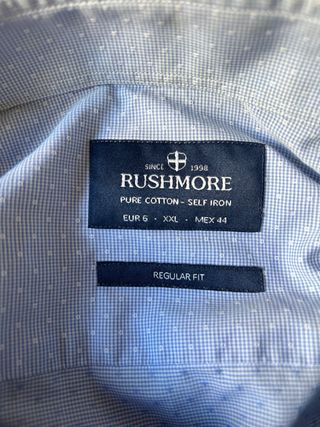 SINCE 1998
RUSHMORE
PURE COTTON - SELF IRON
EUR 6 · XXL · MEX 44
REGULAR FIT